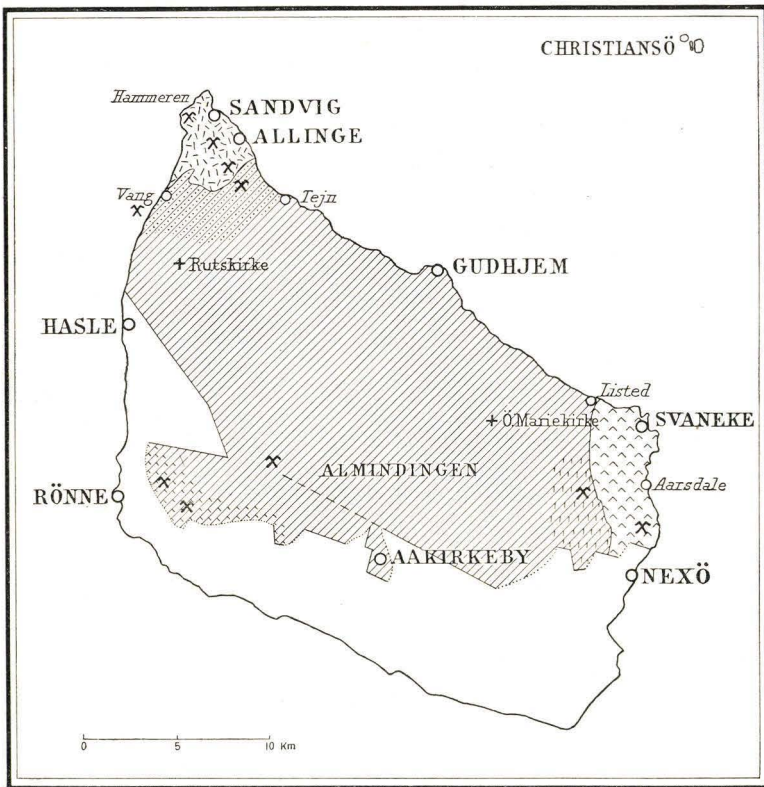 CHRISTIANSÖ
Hammeren
SANDVIG
ALLINGE
Vang
Tejn
Rutskirke
GUDHJEM
HASLE
Listed
Ö. Mariekirke
SVANEKE
ALMINDINGEN
Aarsdale
RÖNNE
AAKIRKEBY
NEXÖ
0 5 10 Km